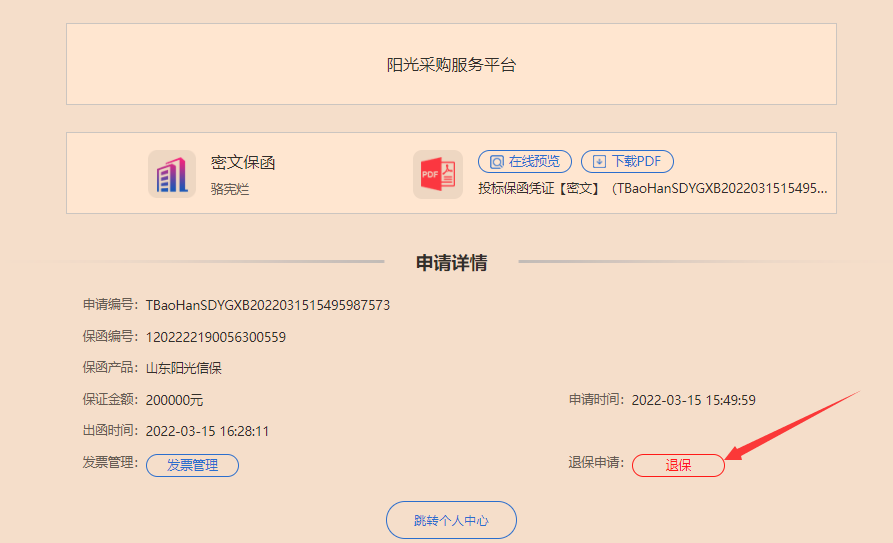 阳光采购服务平台
密文保函
骆宪烂
PDF
在线预览
下载PDF
投标保函凭证【密文】（TBaoHanSDYGXB2022031515495...
申请详情
申请编号：TBaoHanSDYGXB2022031515495987573
保函编号：1202222190056300559
保函产品：山东阳光信保
保证金额：200000元
申请时间：2022-03-15 15:49:59
出函时间：2022-03-15 16:28:11
发票管理：发票管理
退保申请：退保
跳转个人中心